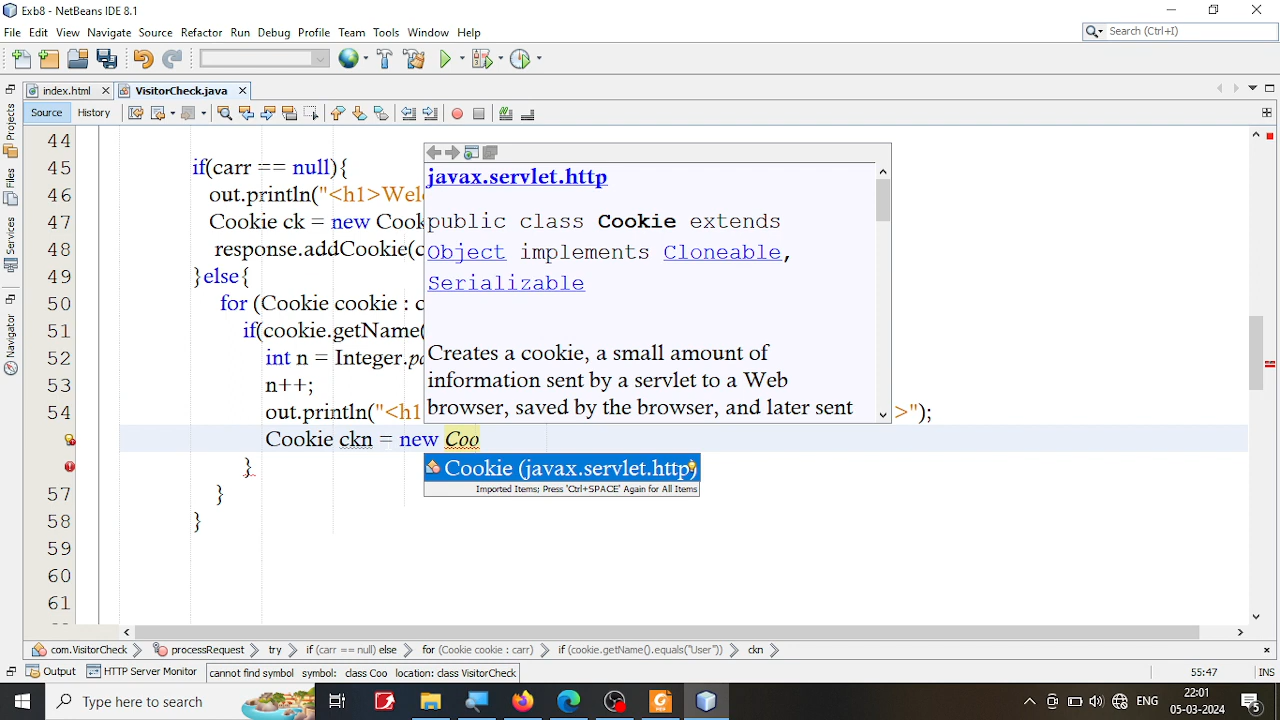 Exb8 - NetBeans IDE 8.1
File Edit View Navigate Source Refactor Run Debug Profile Team Tools Window Help
Search (Ctrl+I)
index.html VisitorCheck.java
Source History
Projects
Files
Services
Navigator
44
45 if(carr == null){
46 out.println("<h1>Wel
47 Cookie ck = new Cook
48 response.addCookie(c
49 }else{
50 for (Cookie cookie : c
51 if(cookie.getName(
52 int n = Integer.pa
53 n++;
54 out.println("<h1 >");
Cookie ckn = new Coo
}
57 }
58 }
59
60
61
javax.servlet.http
public class Cookie extends
Object implements Cloneable,
Serializable
Creates a cookie, a small amount of
information sent by a servlet to a Web
browser, saved by the browser, and later sent
Cookie (javax.servlet.http)
Imported Items; Press 'Ctrl+SPACE' Again for All Items
com.VisitorCheck processRequest try if (carr == null) else for (Cookie cookie : carr) if (cookie.getName().equals("User")) ckn
Output HTTP Server Monitor cannot find symbol symbol: class Coo location: class VisitorCheck 55:47 INS
Type here to search
ENG
22:01
05-03-2024
5